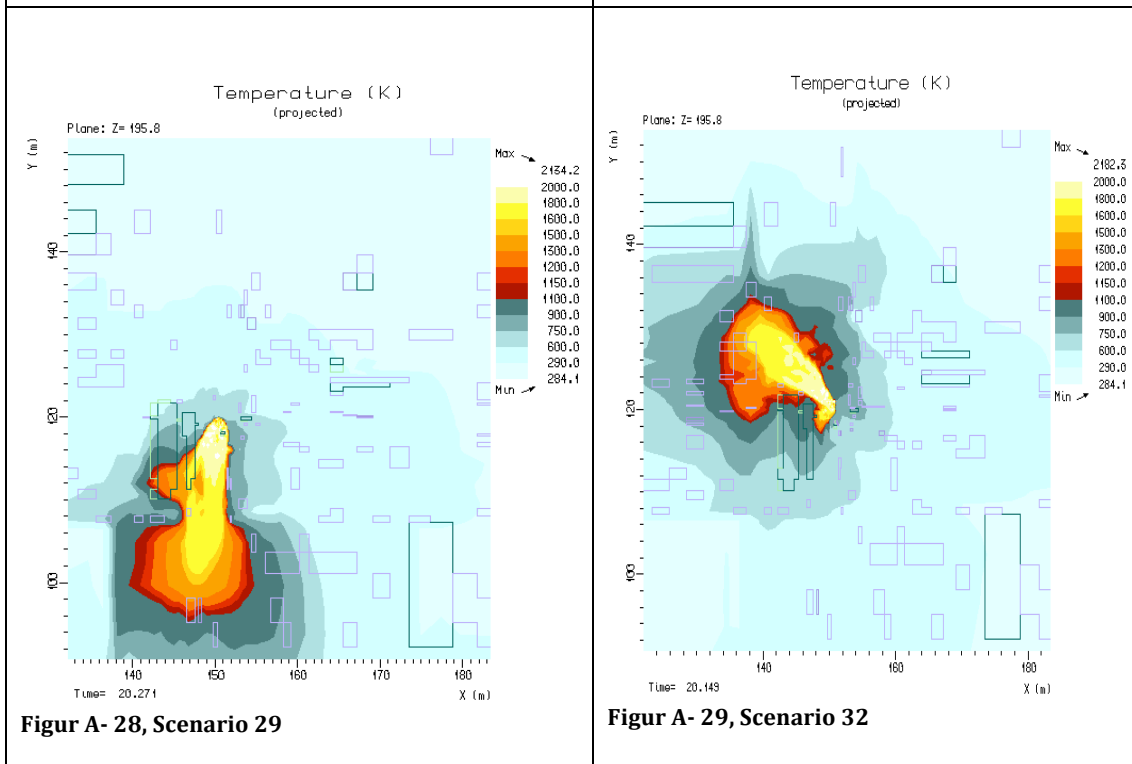 Temperature (K)
(projected)
Plane: Z= 195.8
Y (m)
Max
2134.2
2000.0
1800.0
1600.0
1500.0
1300.0
1200.0
1150.0
1100.0
900.0
750.0
600.0
290.0
284.1
Min
140
120
100
140 150 160 170 180
X (m)
Time= 20.271
Figur A- 28, Scenario 29
Temperature (K)
(projected)
Plane: Z= 195.8
Y (m)
Max
2182.3
2000.0
1800.0
1600.0
1500.0
1300.0
1200.0
1150.0
1100.0
900.0
750.0
600.0
290.0
284.1
Min
140
120
100
140 160 180
X (m)
Time= 20.149
Figur A- 29, Scenario 32